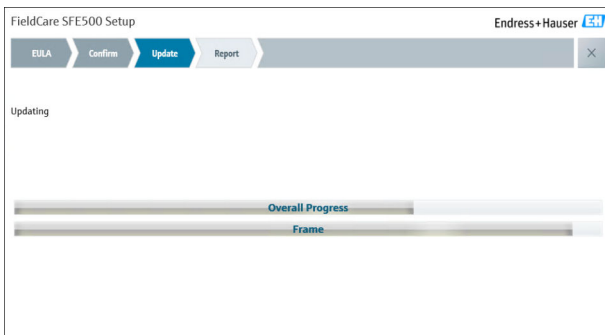 FieldCare SFE500 Setup
Endress+Hauser EH
EULA Confirm Update Report
Updating
Overall Progress
Frame